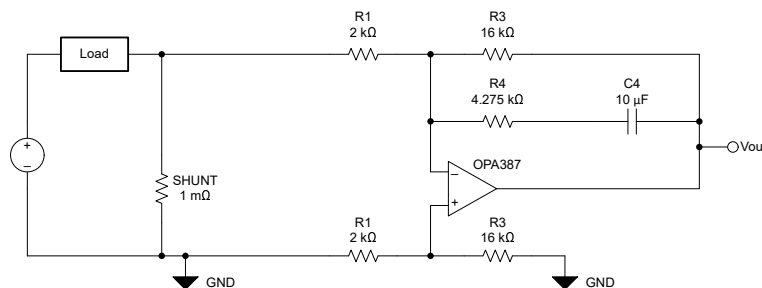 R1
2 kΩ
R3
16 kΩ
Load
R4
4.275 kΩ
C4
10 µF
+
–
OPA387
Vou
–
+
SHUNT
1 mΩ
R1
2 kΩ
R3
16 kΩ
GND
GND